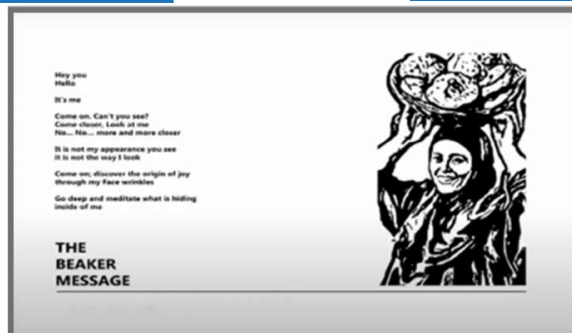 Hey you
Hello
It's me
Come on. Can't you see?
Come closer, Look at me
No... No... more and more closer
It is not my appearance you see
it is not the way I look
Come on; discover the origin of joy
through my Face wrinkles
Go deep and meditate what is hiding
inside of me
THE
BEAKER
MESSAGE